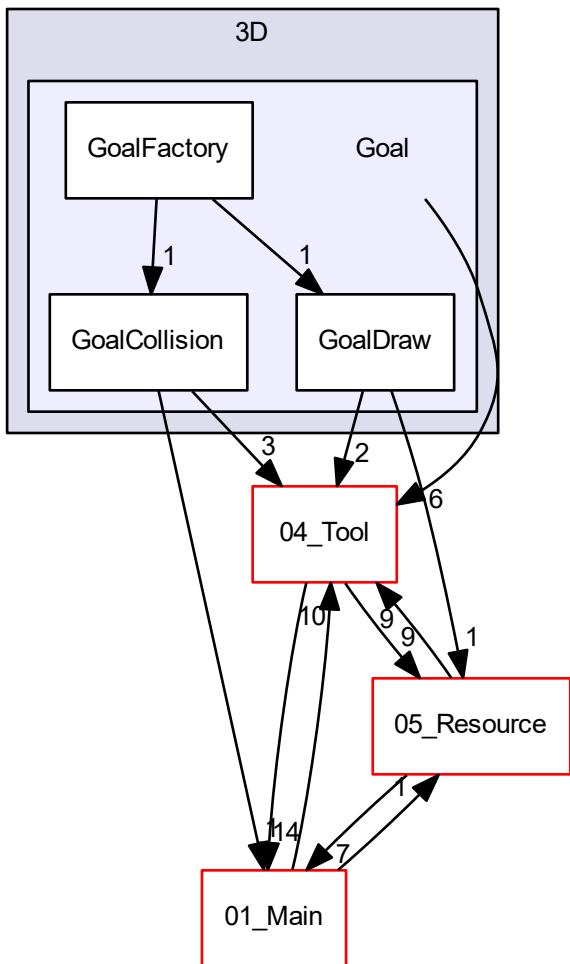 3D
GoalFactory
Goal
1
1
GoalCollision
GoalDraw
3
2
6
04_Tool
10
9
9
1
05_Resource
1
1
14
7
01_Main